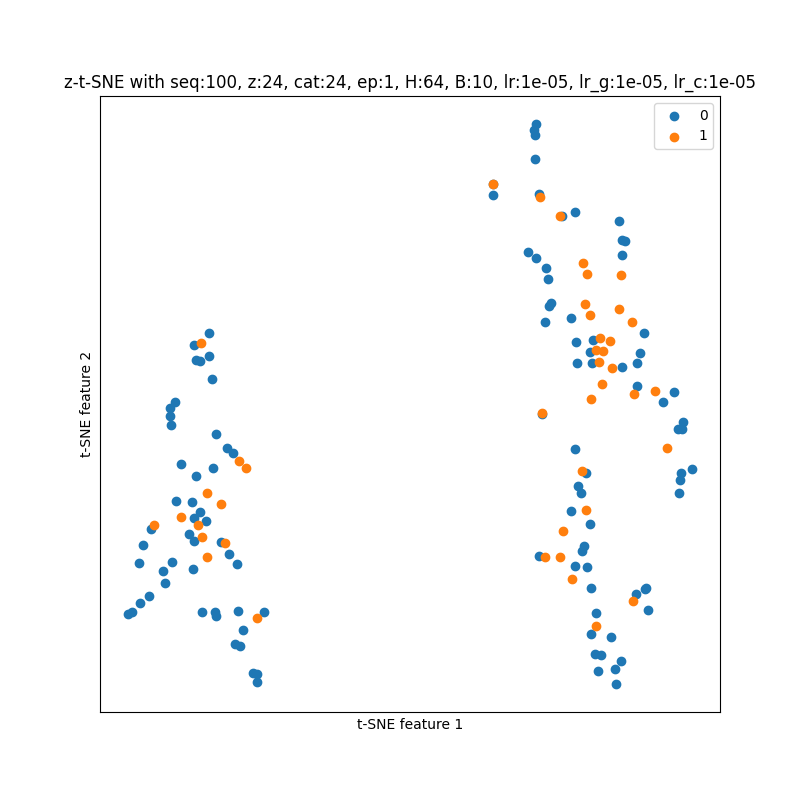 z-t-SNE with seq:100, z:24, cat:24, ep:1, H:64, B:10, lr:1e-05, lr_g:1e-05, lr_c:1e-05
0
1
t-SNE feature 2
t-SNE feature 1